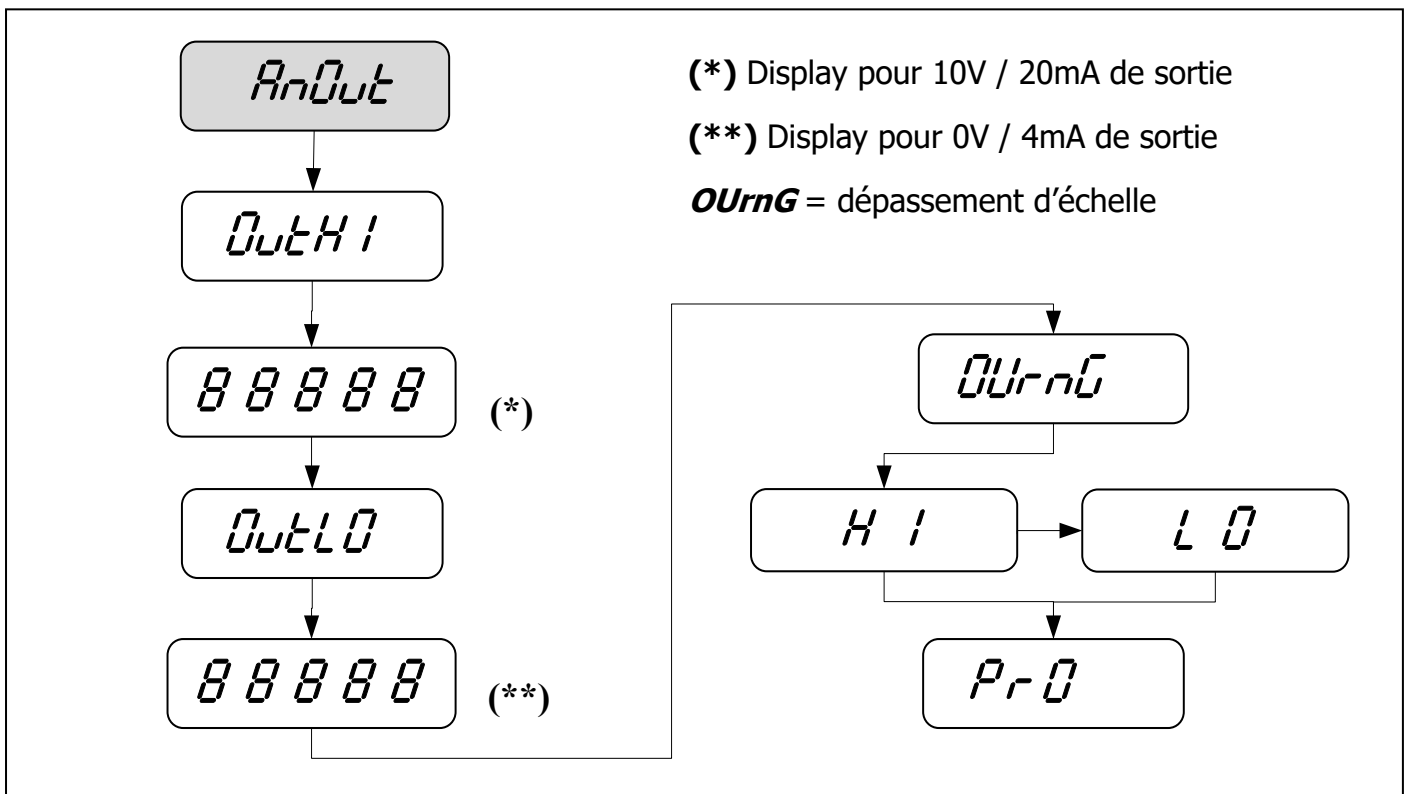 AnOut
(*) Display pour 10V / 20mA de sortie
(**) Display pour 0V / 4mA de sortie
OUrnG = dépassement d’échelle
OutHI
88888
(*)
OutLO
88888
(**)
OUrnG
HI
LO
PrO